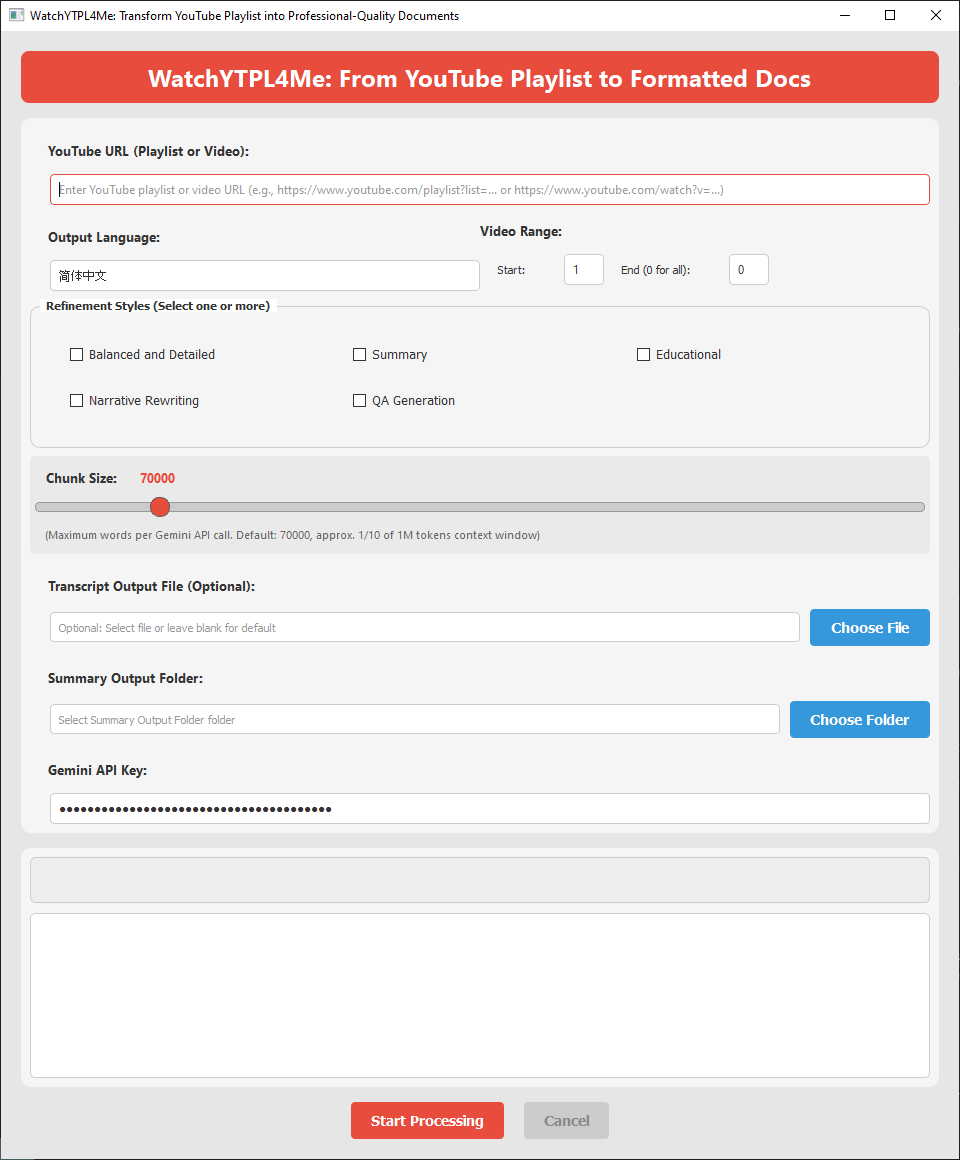 WatchYTPL4Me: Transform YouTube Playlist into Professional-Quality Documents
WatchYTPL4Me: From YouTube Playlist to Formatted Docs
YouTube URL (Playlist or Video):
Enter YouTube playlist or video URL (e.g., https://www.youtube.com/playlist?list=... or https://www.youtube.com/watch?v=...)
Output Language:
Video Range:
简体中文
Start:
1
End (0 for all):
0
Refinement Styles (Select one or more)
Balanced and Detailed
Summary
Educational
Narrative Rewriting
QA Generation
Chunk Size:
70000
(Maximum words per Gemini API call. Default: 70000, approx. 1/10 of 1M tokens context window)
Transcript Output File (Optional):
Optional: Select file or leave blank for default
Choose File
Summary Output Folder:
Select Summary Output Folder folder
Choose Folder
Gemini API Key:
●●●●●●●●●●●●●●●●●●●●●●●●●●●●●●●●●●●●●●●
Start Processing
Cancel